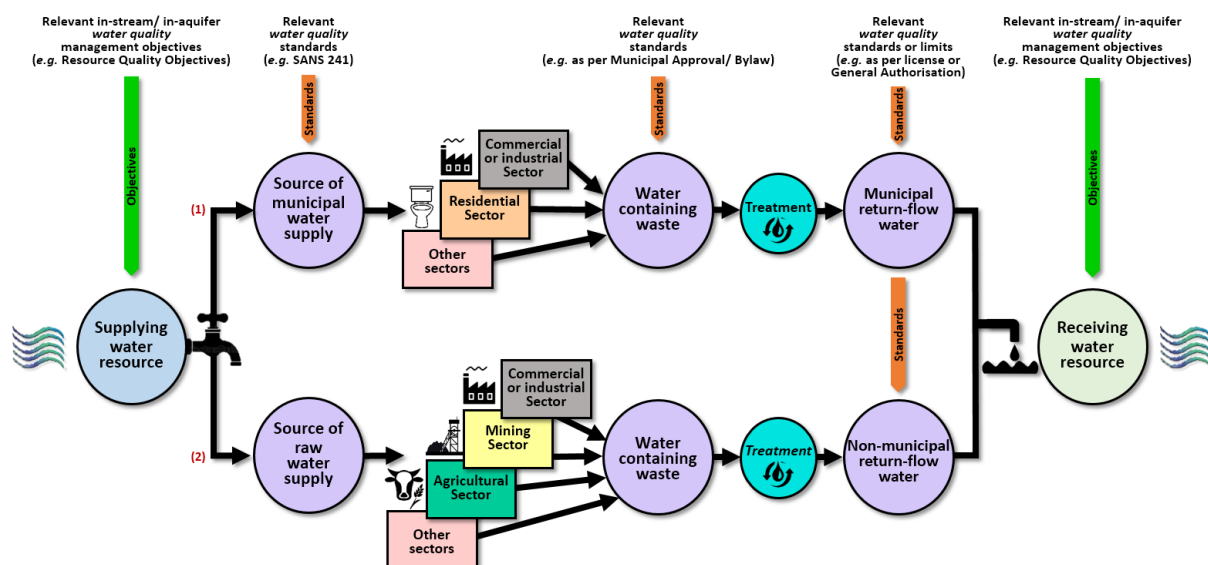 Relevant in-stream/ in-aquifer
water quality
management objectives
(e.g. Resource Quality Objectives)
Relevant
water quality
standards
(e.g. SANS 241)
Relevant
water quality
standards
(e.g. as per Municipal Approval/ Bylaw)
Relevant
water quality
standards or limits
(e.g. as per license or
General Authorisation)
Relevant in-stream/ in-aquifer
water quality
management objectives
(e.g. Resource Quality Objectives)
Objectives
Standards
Standards
Standards
Objectives
(1)
Source of
municipal
water
supply
Commercial
or industrial
Sector
Residential
Sector
Other
sectors
Water
containing
waste
Treatment
Municipal
return-flow
water
Supplying
water
resource
Standards
Receiving
water
resource
(2)
Source of
raw
water
supply
Commercial
or industrial
Sector
Mining
Sector
Agricultural
Sector
Other
sectors
Water
containing
waste
Treatment
Non-municipal
return-flow
water